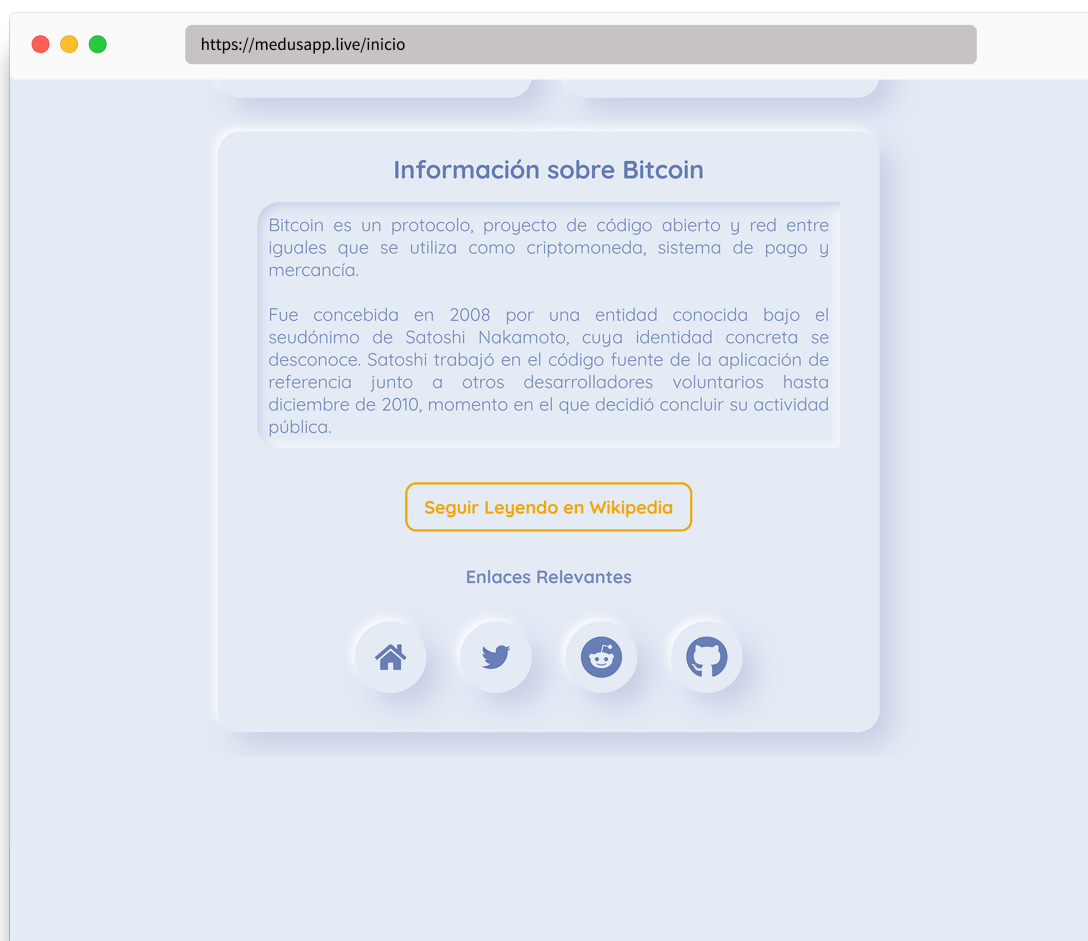 https://medusapp.live/inicio
Información sobre Bitcoin
Bitcoin es un protocolo, proyecto de código abierto y red entre
iguales que se utiliza como criptomoneda, sistema de pago y
mercancía.
Fue concebida en 2008 por una entidad conocida bajo el
seudónimo de Satoshi Nakamoto, cuya identidad concreta se
desconoce. Satoshi trabajó en el código fuente de la aplicación de
referencia junto a otros desarrolladores voluntarios hasta
diciembre de 2010, momento en el que decidió concluir su actividad
pública.
Seguir Leyendo en Wikipedia
Enlaces Relevantes